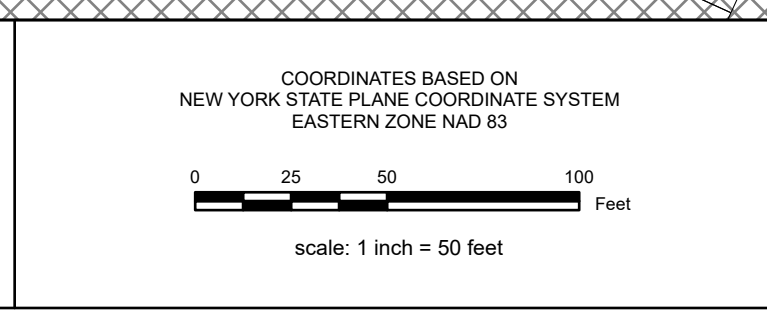 COORDINATES BASED ON
NEW YORK STATE PLANE COORDINATE SYSTEM
EASTERN ZONE NAD 83
0 25 50 100
Feet
scale: 1 inch = 50 feet